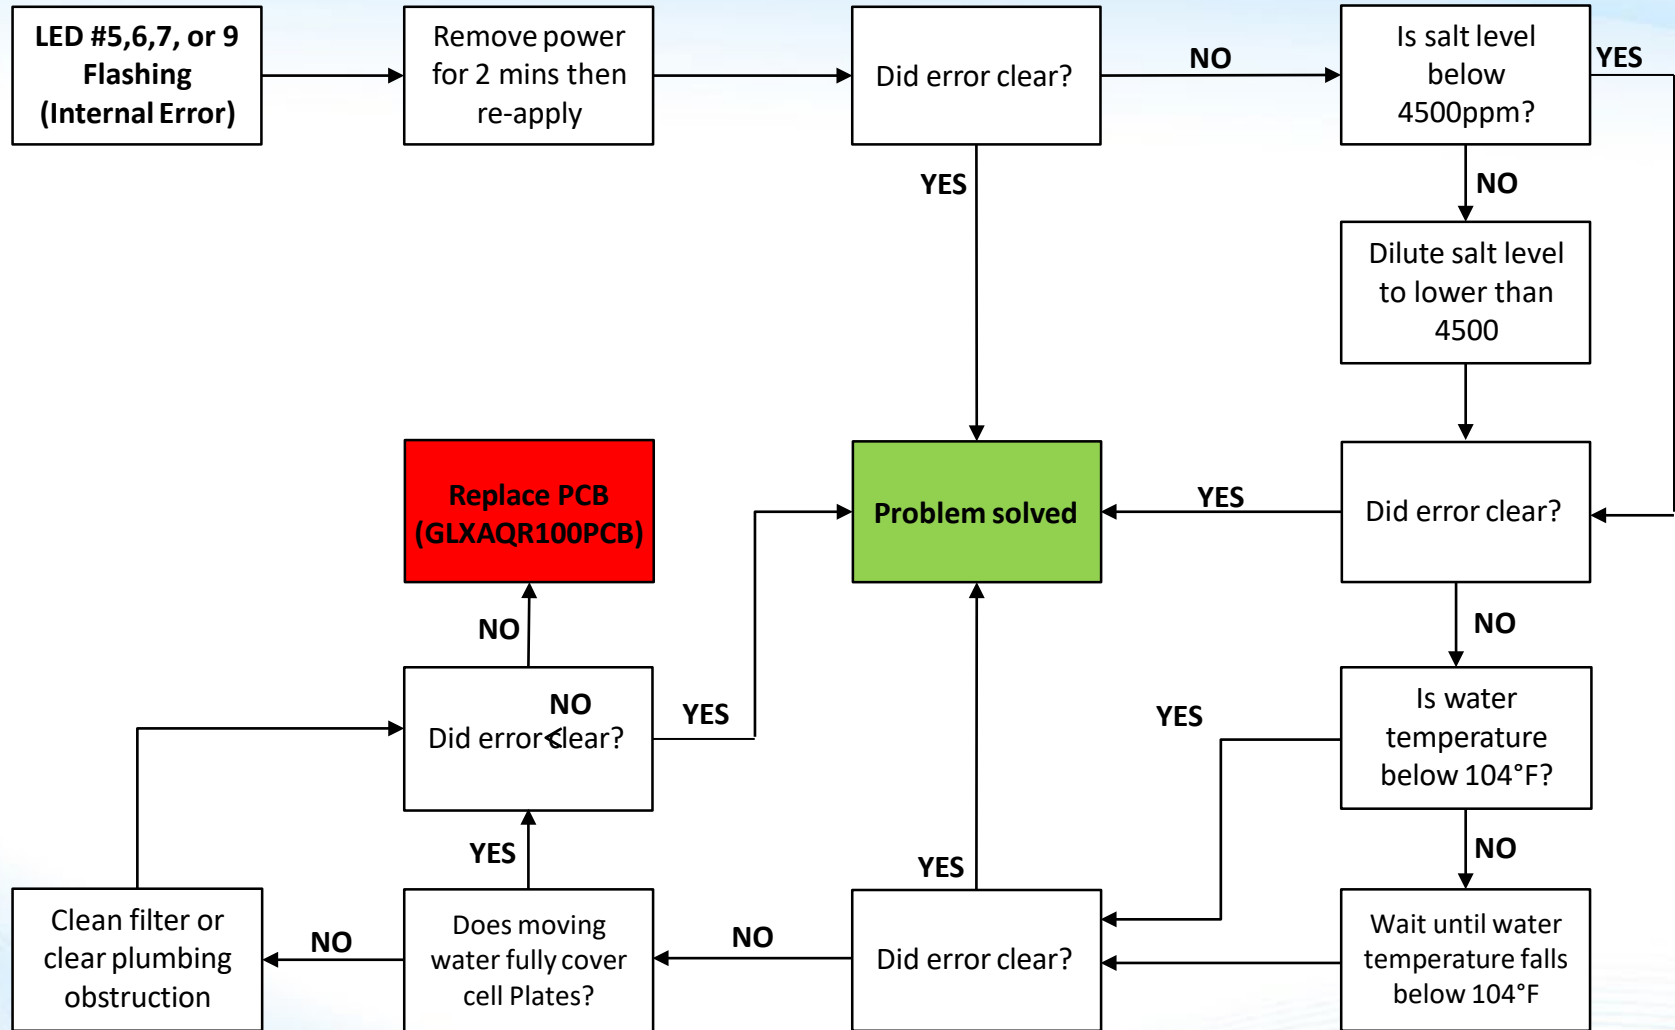 LED #5,6,7, or 9
Flashing
(Internal Error)
Remove power
for 2 mins then
re-apply
Did error clear?
NO
Is salt level
below
4500ppm?
YES
YES
NO
Dilute salt level
to lower than
4500
Replace PCB
(GLXAQR100PCB)
Problem solved
YES
Did error clear?
NO
NO
NO
Did error clear?
<
YES
YES
Is water
temperature
below 104°F?
YES
YES
NO
Clean filter or
clear plumbing
obstruction
NO
Does moving
water fully cover
cell Plates?
NO
Did error clear?
Wait until water
temperature falls
below 104°F